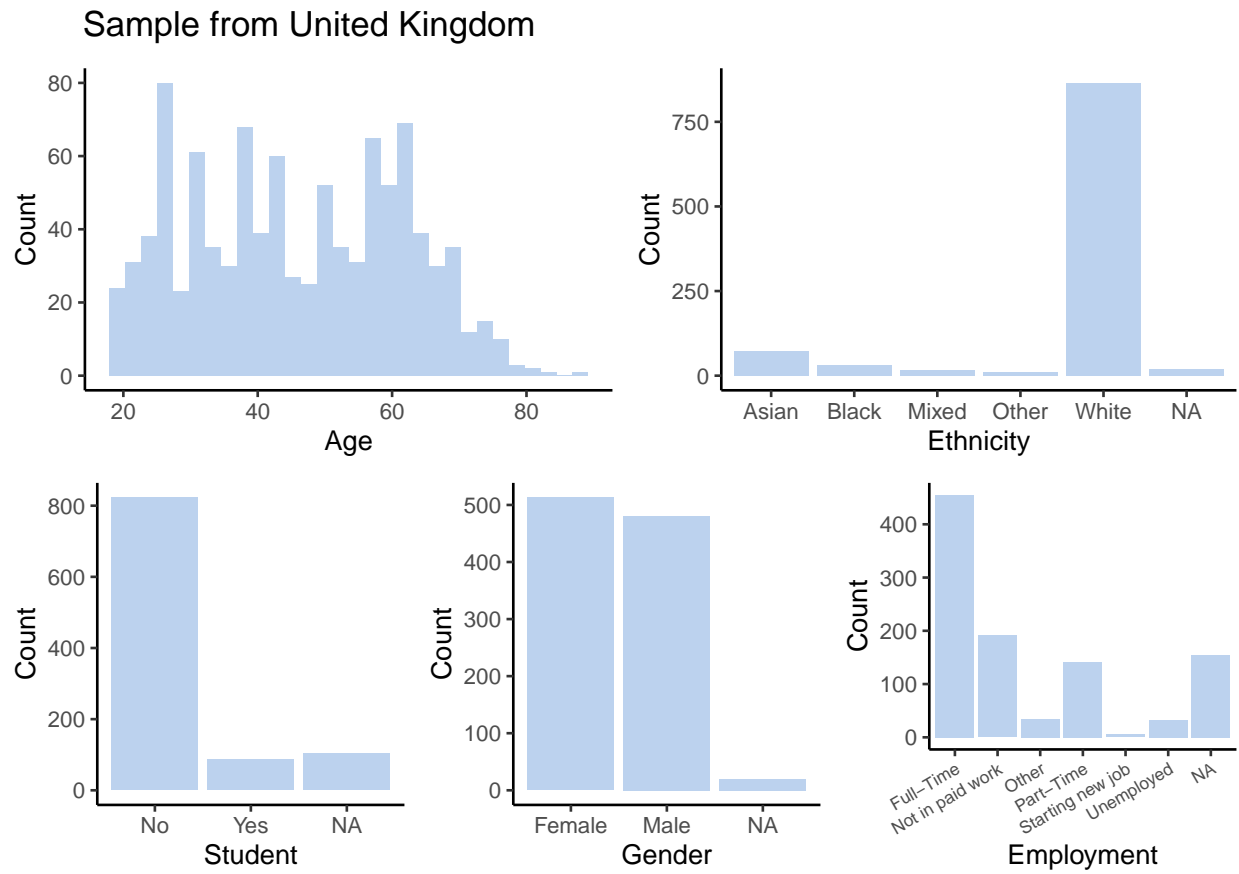 Sample from United Kingdom
80
60
40
20
0
Count
20 40 60 80
Age
750
500
250
0
Count
Asian Black Mixed Other White NA
Ethnicity
800
600
400
200
0
Count
No Yes NA
Student
500
400
300
200
100
0
Count
Female Male NA
Gender
400
300
200
100
0
Count
Full–Time
Not in paid work
Other
Part–Time
Starting new job
Unemployed
NA
Employment